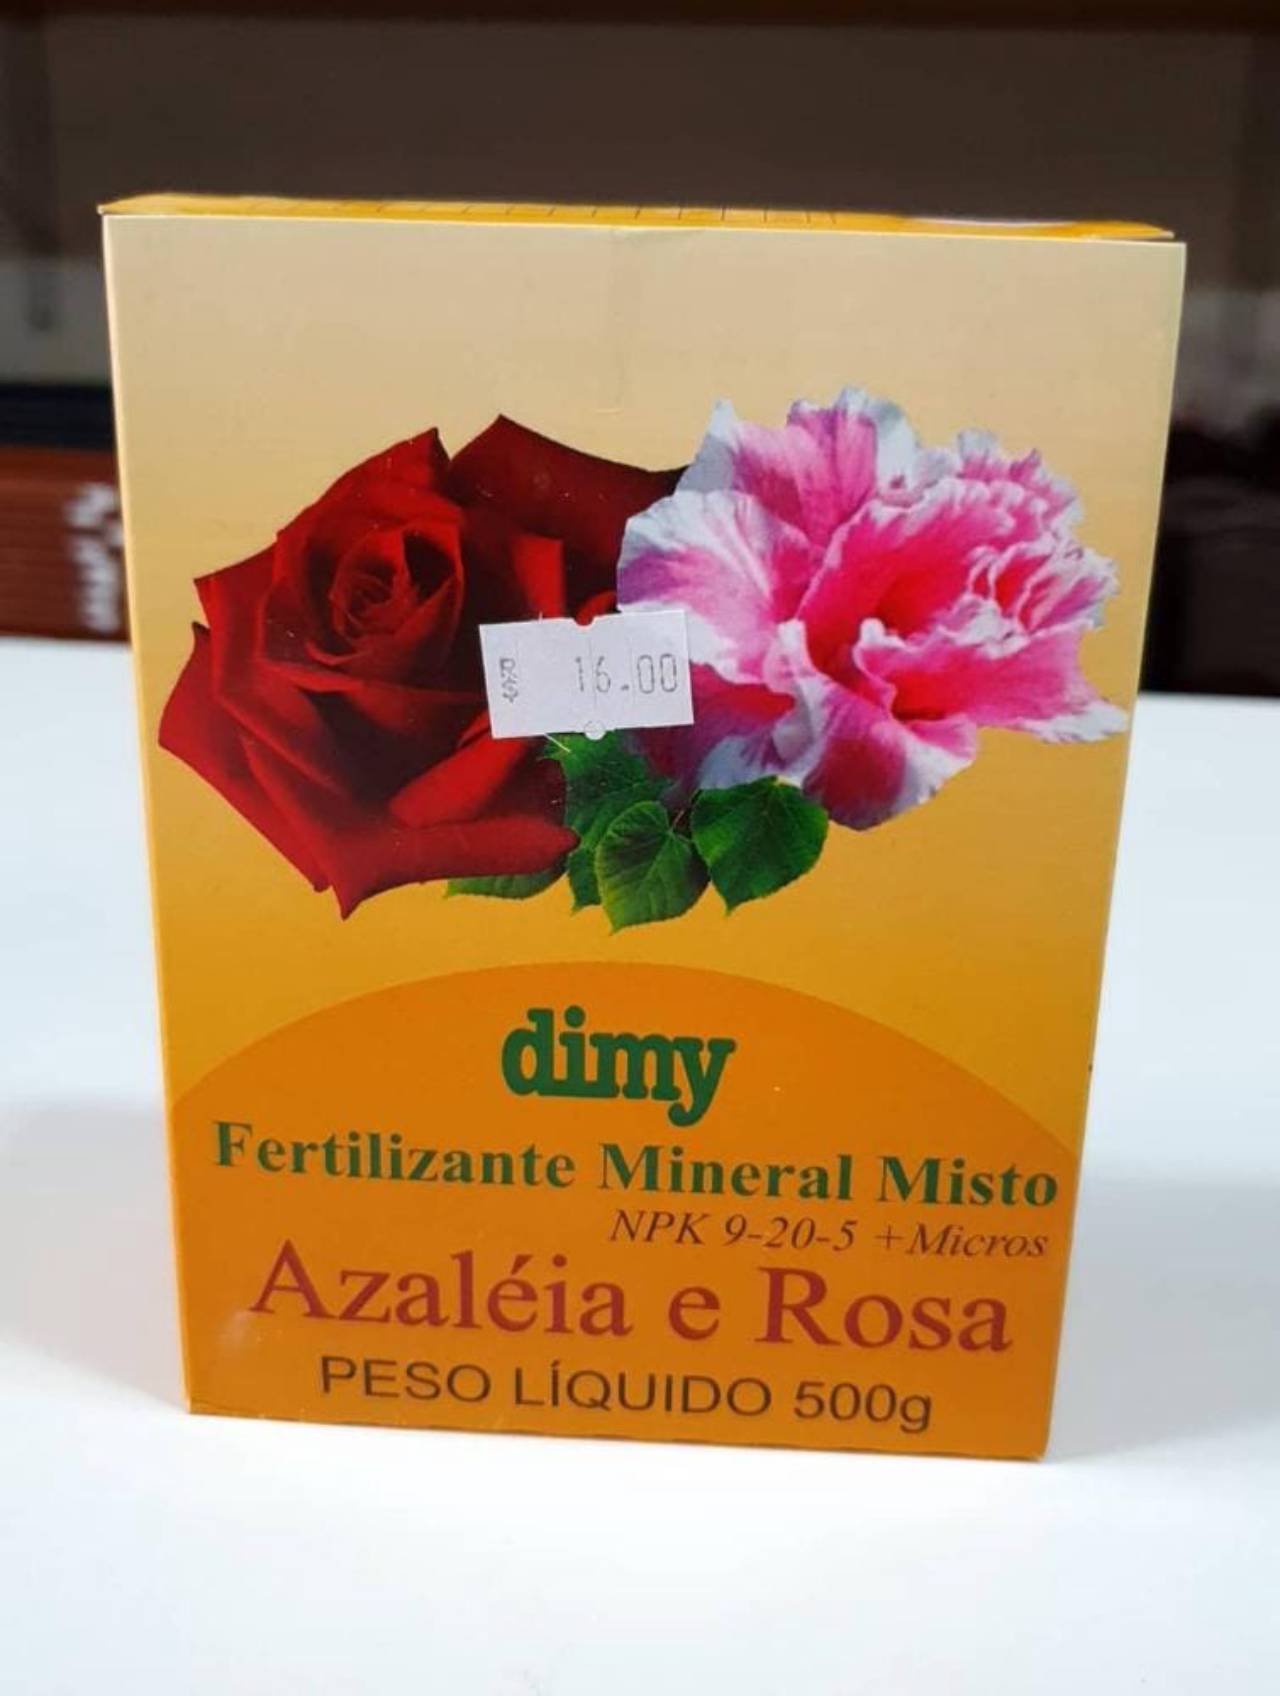 R$ 16.00
dimy
Fertilizante Mineral Misto
NPK 9-20-5 +Micros
Azaléia e Rosa
PESO LÍQUIDO 500g